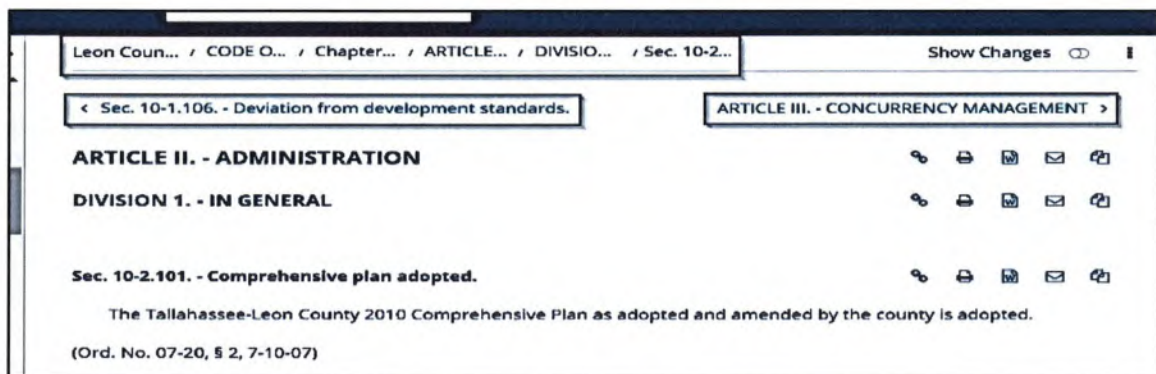 Leon Coun... / CODE O... / Chapter... / ARTICLE... / DIVISIO... / Sec. 10-2...
Show Changes
< Sec. 10-1.106. - Deviation from development standards.
ARTICLE III. - CONCURRENCY MANAGEMENT >
ARTICLE II. - ADMINISTRATION
DIVISION 1. - IN GENERAL
Sec. 10-2.101. - Comprehensive plan adopted.
The Tallahassee-Leon County 2010 Comprehensive Plan as adopted and amended by the county is adopted.
(Ord. No. 07-20, § 2, 7-10-07)